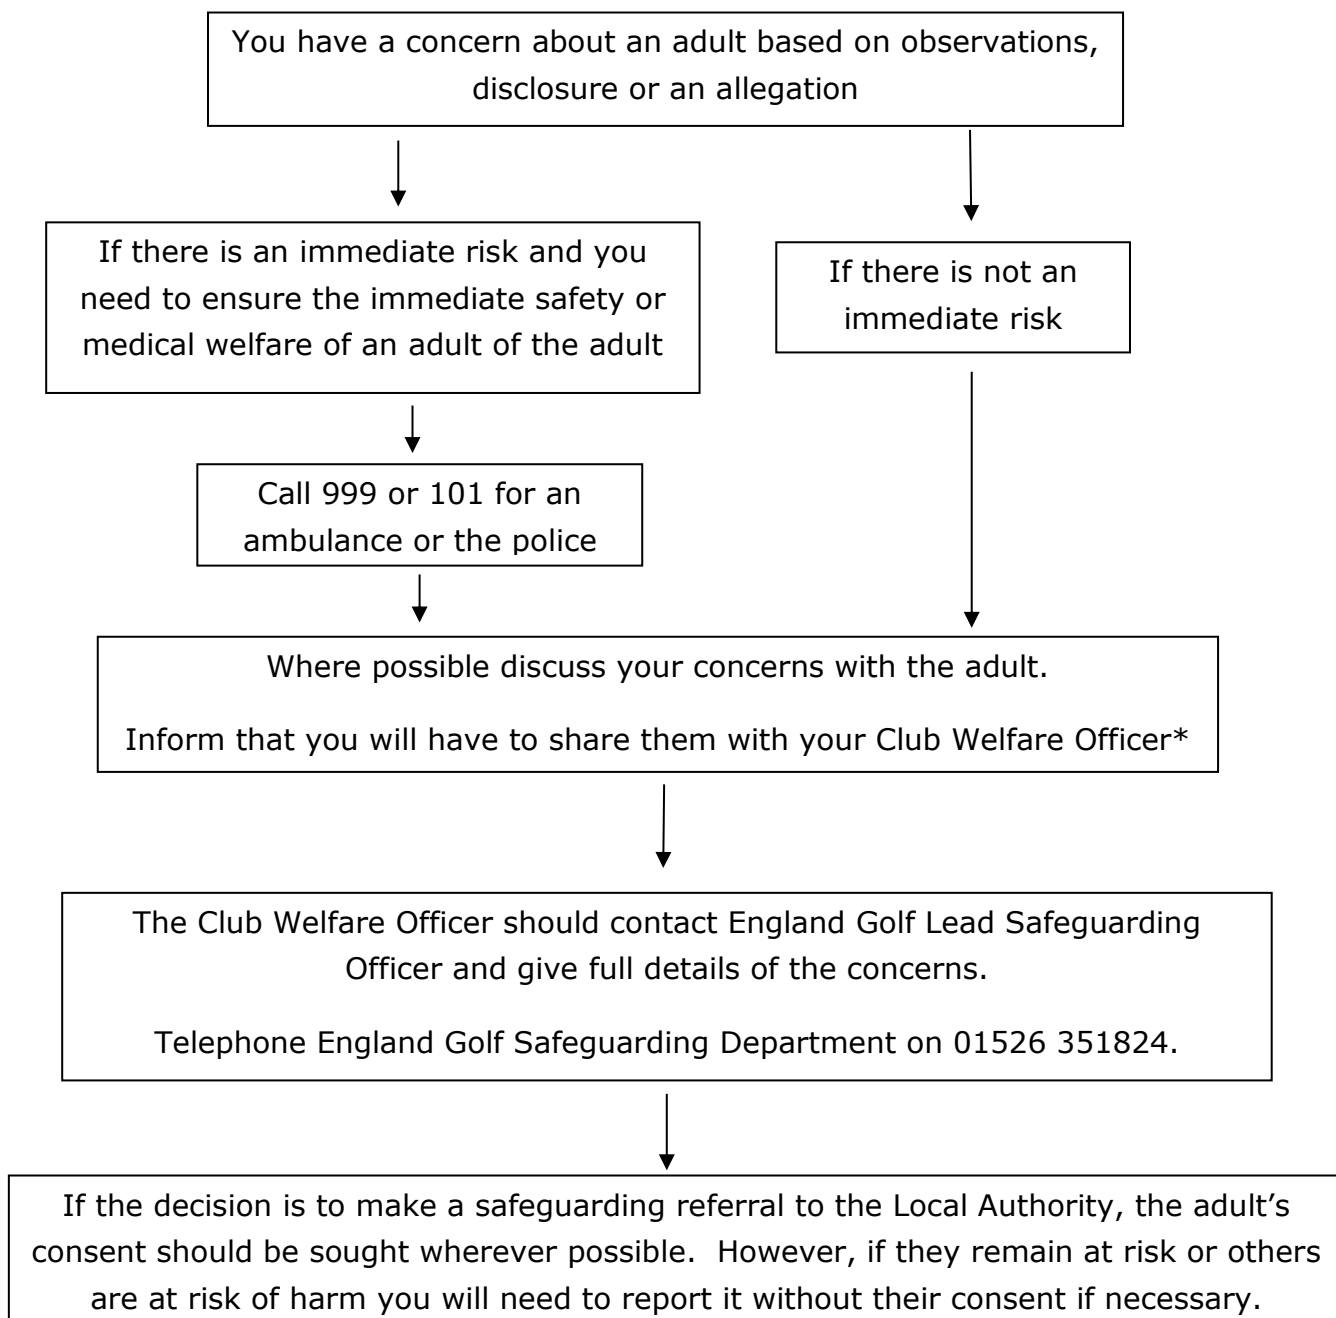 You have a concern about an adult based on observations,
disclosure or an allegation
If there is an immediate risk and you
need to ensure the immediate safety or
medical welfare of an adult of the adult
If there is not an
immediate risk
Call 999 or 101 for an
ambulance or the police
Where possible discuss your concerns with the adult.
Inform that you will have to share them with your Club Welfare Officer*
The Club Welfare Officer should contact England Golf Lead Safeguarding
Officer and give full details of the concerns.
Telephone England Golf Safeguarding Department on 01526 351824.
If the decision is to make a safeguarding referral to the Local Authority, the adult’s
consent should be sought wherever possible.  However, if they remain at risk or others
are at risk of harm you will need to report it without their consent if necessary.